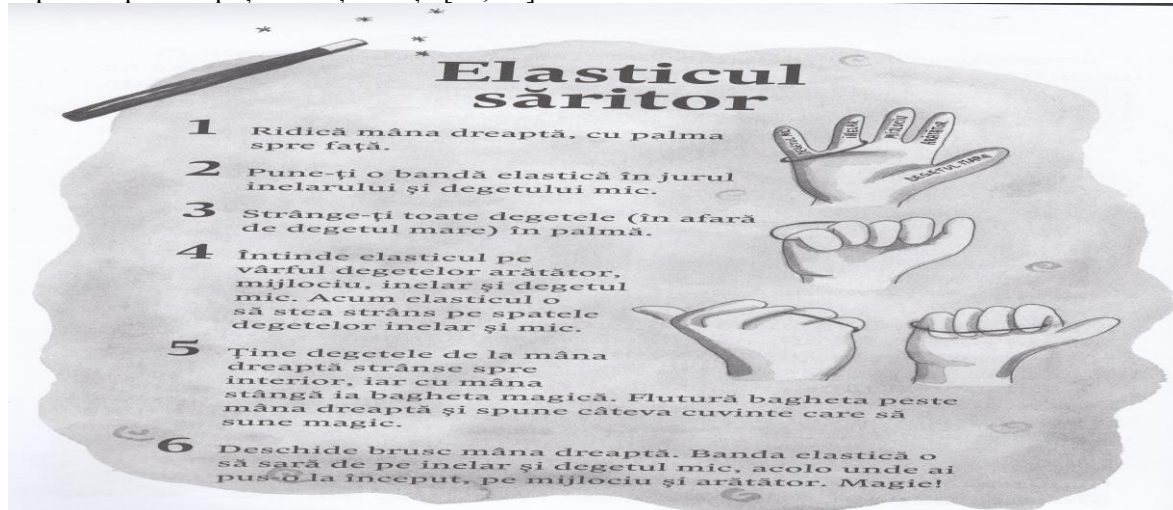 Elasticul
săritor
1 Ridică mâna dreaptă, cu palma
spre față.
2 Pune-ți o bandă elastică în jurul
inelarului și degetului mic.
3 Strânge-ți toate degetele (în afară
de degetul mare) în palmă.
4 Întinde elasticul pe
vârful degetelor arătător,
mijlociu, inelar și degetul
mic. Acum elasticul o
să stea strâns pe spatele
degetelor inelar și mic.
5 Ține degetele de la mâna
dreaptă strânse spre
interior, iar cu mâna
stângă ia bagheta magică. Flutură bagheta peste
mâna dreaptă și spune câteva cuvinte care să
sune magic.
6 Deschide brusc mâna dreaptă. Banda elastică o
să sară de pe inelar și degetul mic, acolo unde ai
pus-o la început, pe mijlociu și arătător. Magie!
INELAR
MIJLOCIU
ARĂTĂTOR
DEGETUL MARE